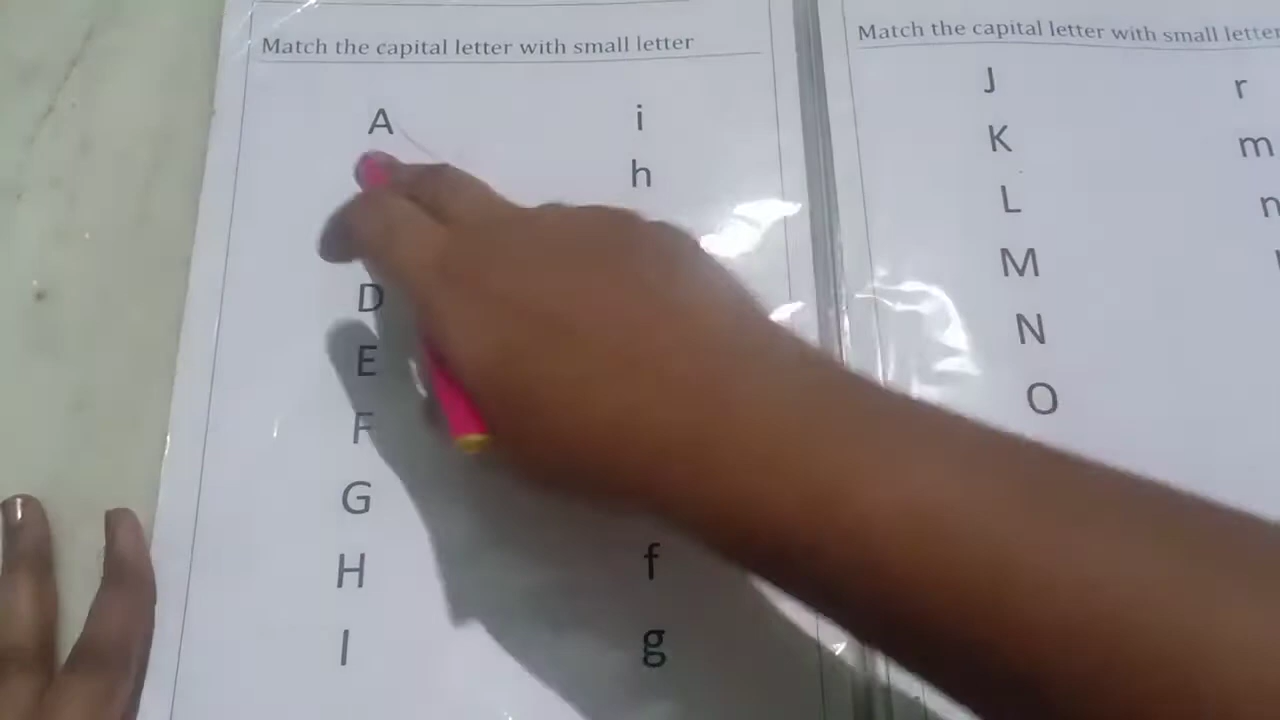 Match the capital letter with small letter
A i
h
D
E
F
G
H f
I g
Match the capital letter with small letter
J r
K m
L n
M
N
O